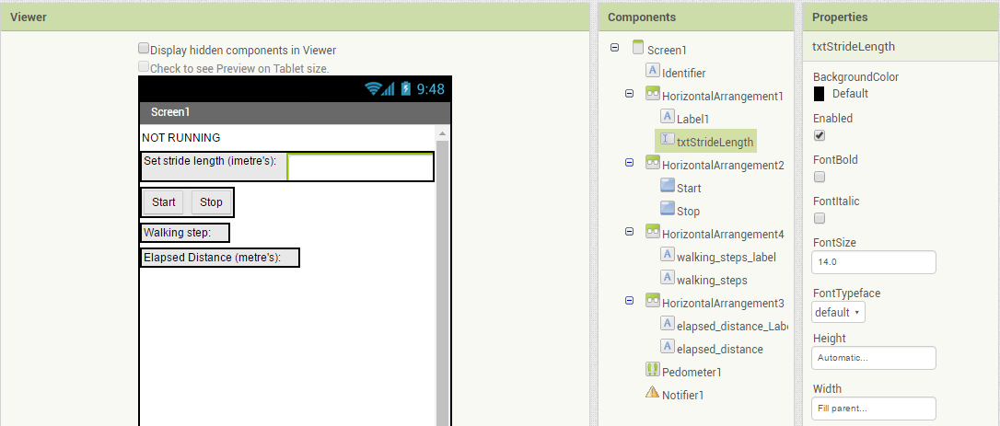 Viewer
Display hidden components in Viewer
Check to see Preview on Tablet size.
9:48
Screen1
NOT RUNNING
Set stride length (imetre's):
Start Stop
Walking step:
Elapsed Distance (metre's):
Components
Screen1
Identifier
HorizontalArrangement1
Label1
txtStrideLength
HorizontalArrangement2
Start
Stop
HorizontalArrangement4
walking_steps_label
walking_steps
HorizontalArrangement3
elapsed_distance_Labe
elapsed_distance
Pedometer1
Notifier1
Properties
txtStrideLength
BackgroundColor
Default
Enabled
FontBold
FontItalic
FontSize
14.0
FontTypeface
default
Height
Automatic...
Width
Fill parent...